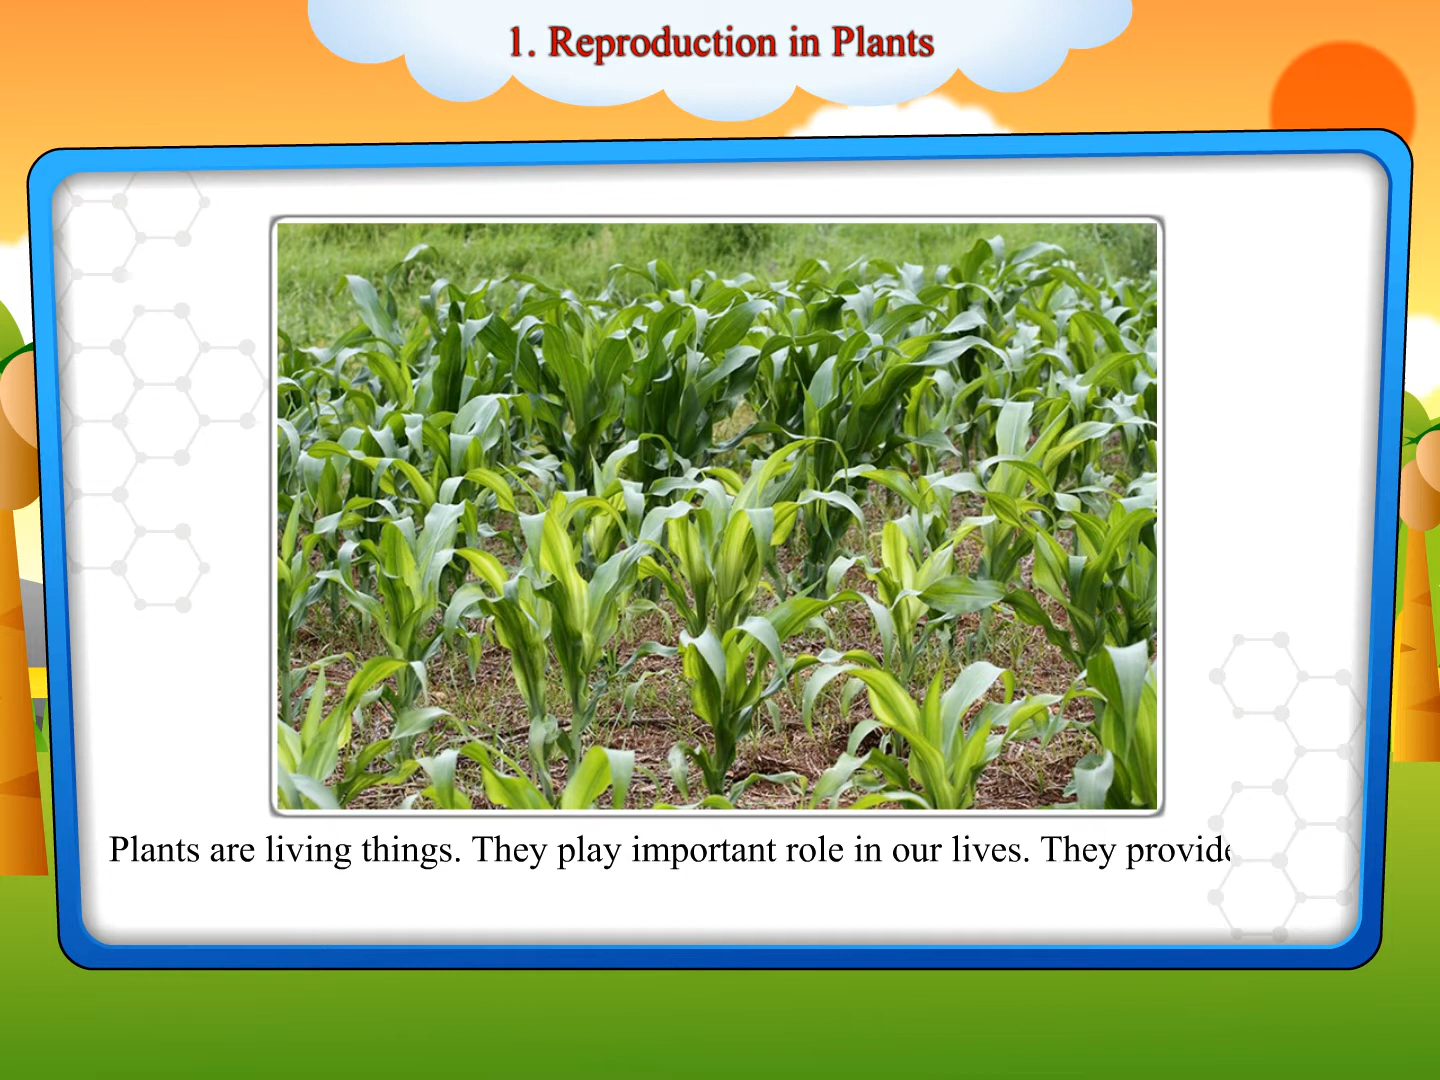 1. Reproduction in Plants
Plants are living things. They play important role in our lives. They provide